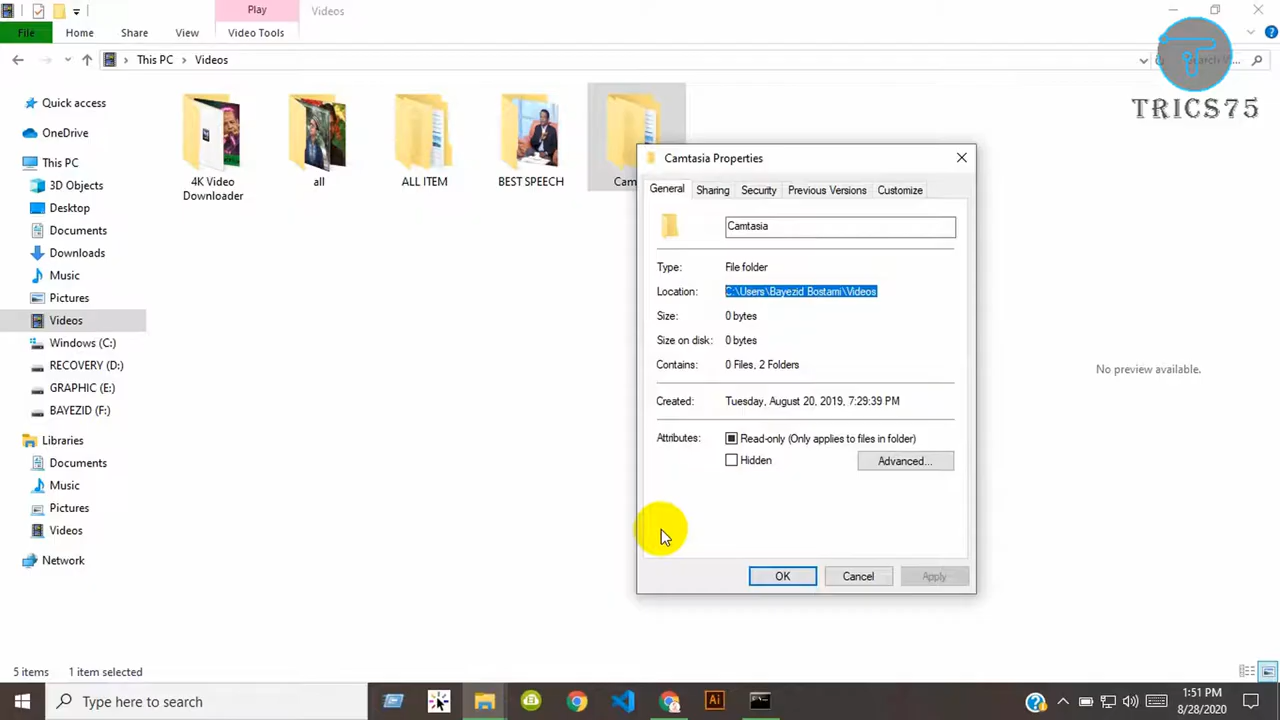 Play
Videos
File
Home
Share
View
Video Tools
This PC
Videos
TRICS75
Quick access
OneDrive
This PC
3D Objects
Desktop
Documents
Downloads
Music
Pictures
Videos
Windows (C:)
RECOVERY (D:)
GRAPHIC (E:)
BAYEZID (F:)
Libraries
Documents
Music
Pictures
Videos
Network
4K Video
Downloader
all
ALL ITEM
BEST SPEECH
Camtasia Properties
General
Sharing
Security
Previous Versions
Customize
Camtasia
Type: File folder
Location: C:\Users\Bayezid Bostami\Videos
Size: 0 bytes
Size on disk: 0 bytes
Contains: 0 Files, 2 Folders
Created: Tuesday, August 20, 2019, 7:29:39 PM
Attributes: Read-only (Only applies to files in folder)
Hidden
Advanced...
OK
Cancel
Apply
No preview available.
5 items
1 item selected
Type here to search
Ai
1:51 PM
8/28/2020